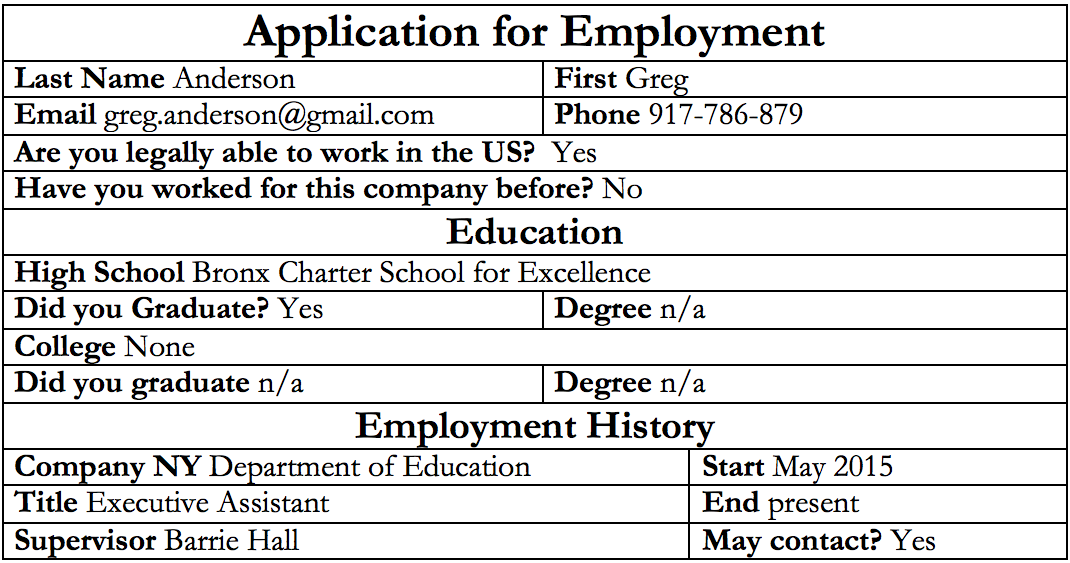 Application for Employment
Last Name Anderson First Greg
Email greg.anderson@gmail.com Phone 917-786-879
Are you legally able to work in the US? Yes
Have you worked for this company before? No
Education
High School Bronx Charter School for Excellence
Did you Graduate? Yes Degree n/a
College None
Did you graduate n/a Degree n/a
Employment History
Company NY Department of Education Start May 2015
Title Executive Assistant End present
Supervisor Barrie Hall May contact? Yes